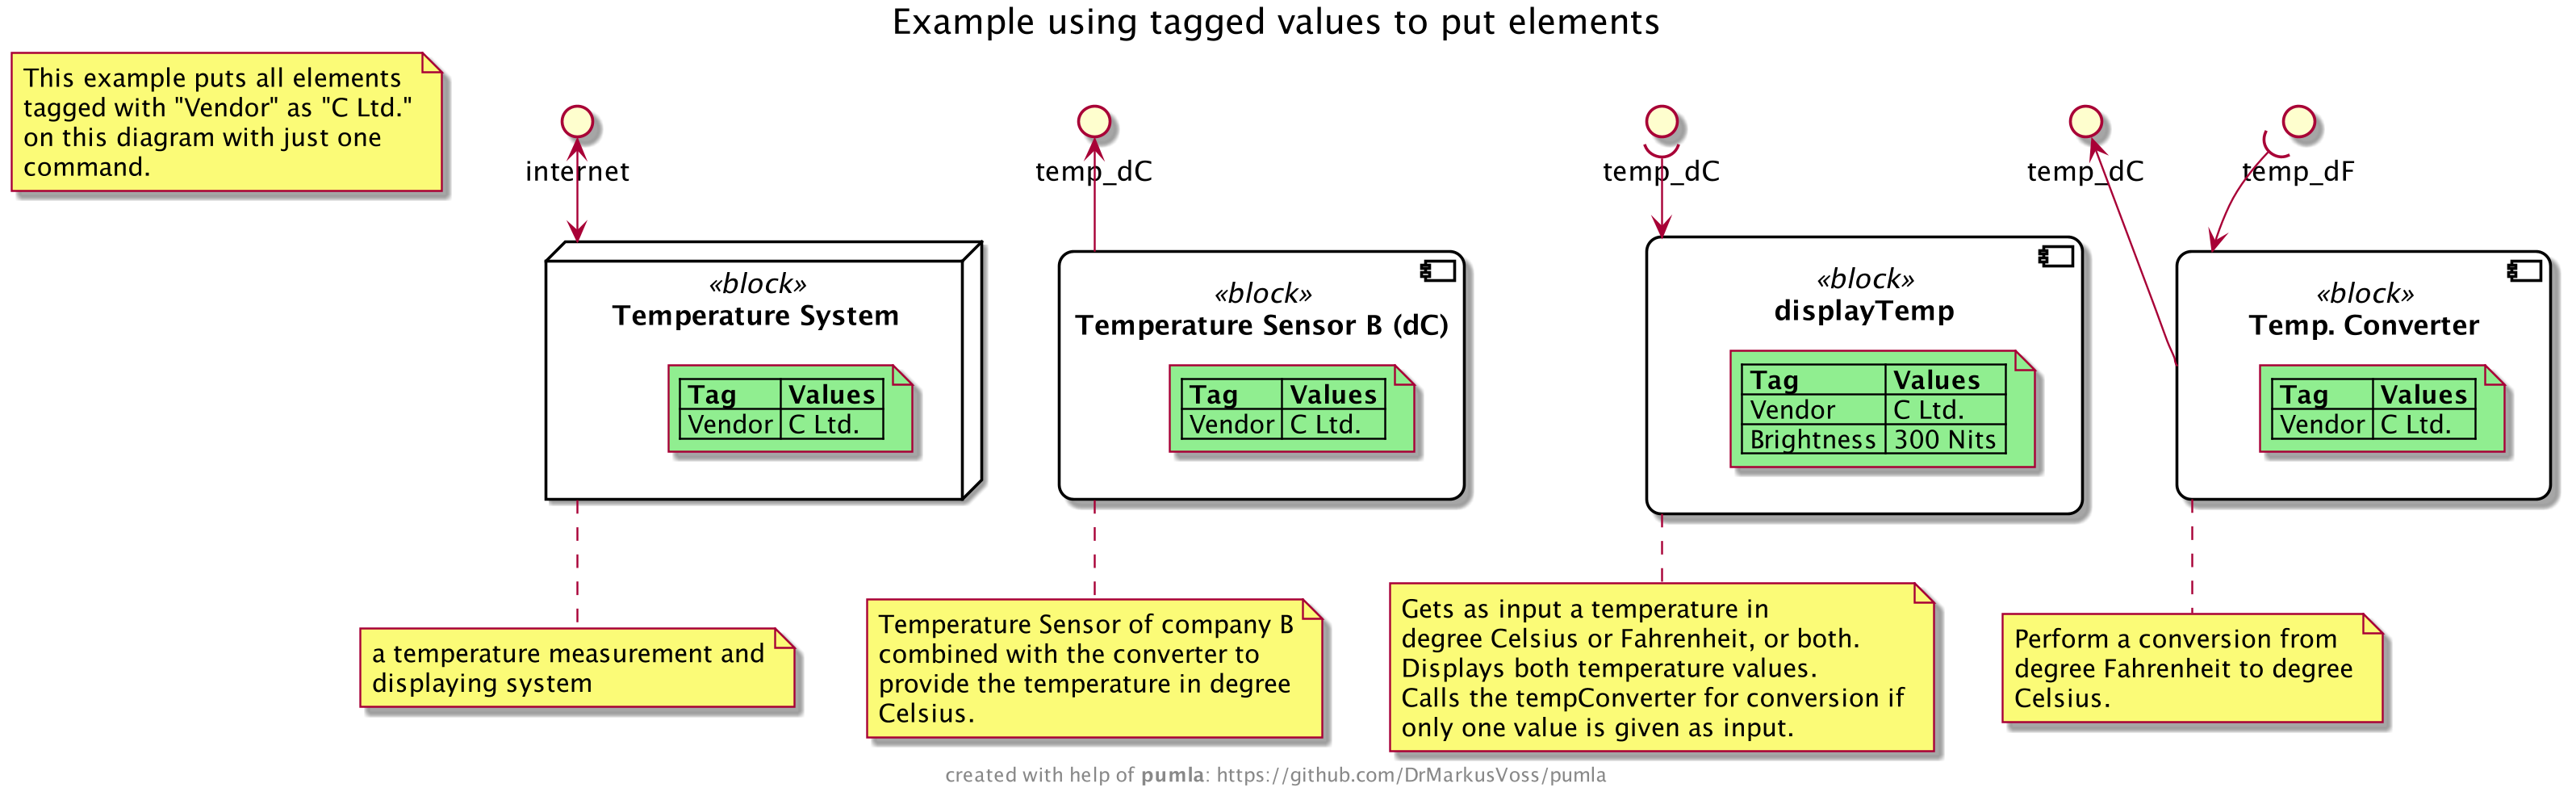 Example using tagged values to put elements
This example puts all elements
tagged with "Vendor" as "C Ltd."
on this diagram with just one
command.
internet
temp_dC
temp_dC
temp_dC
temp_dF
«block»
Temperature System
Tag Values
Vendor C Ltd.
«block»
Temperature Sensor B (dC)
Tag Values
Vendor C Ltd.
«block»
displayTemp
Tag Values
Vendor C Ltd.
Brightness 300 Nits
«block»
Temp. Converter
Tag Values
Vendor C Ltd.
a temperature measurement and
displaying system
Temperature Sensor of company B
combined with the converter to
provide the temperature in degree
Celsius.
Gets as input a temperature in
degree Celsius or Fahrenheit, or both.
Displays both temperature values.
Calls the tempConverter for conversion if
only one value is given as input.
Perform a conversion from
degree Fahrenheit to degree
Celsius.
created with help of pumla: https://github.com/DrMarkusVoss/pumla